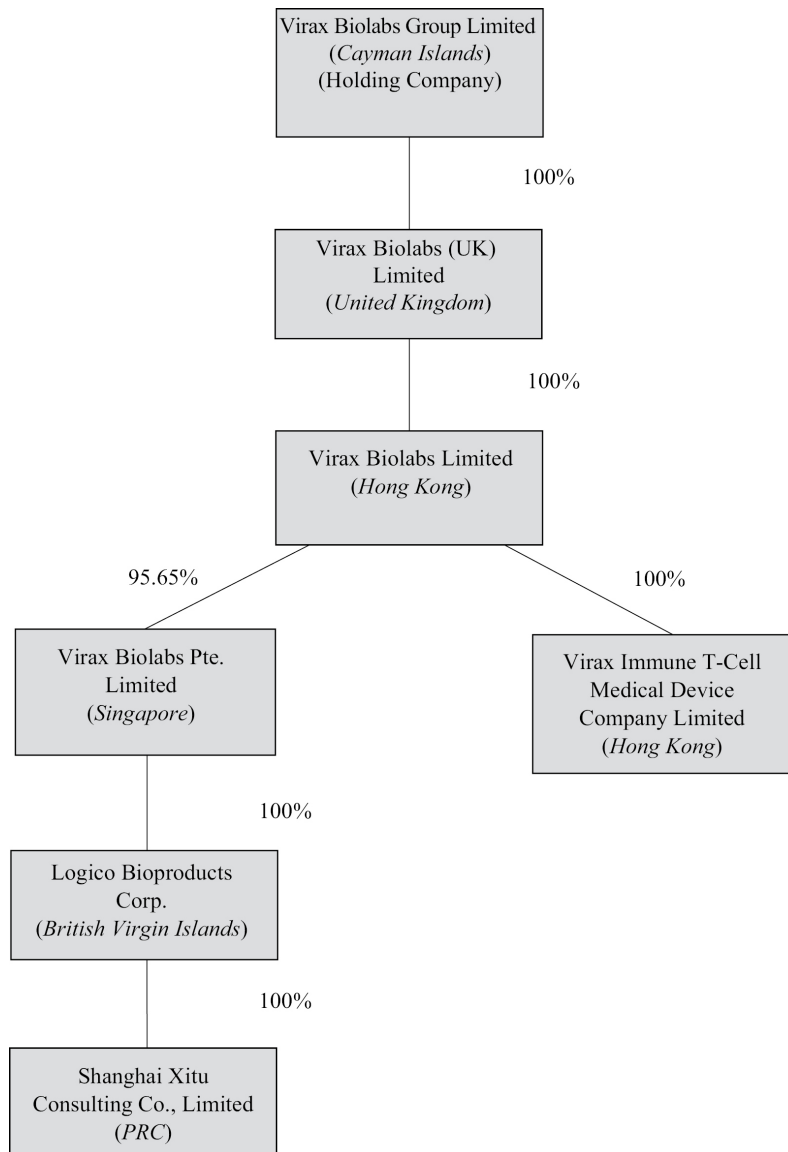 Virax Biolabs Group Limited
(Cayman Islands)
(Holding Company)
100%
Virax Biolabs (UK)
Limited
(United Kingdom)
100%
Virax Biolabs Limited
(Hong Kong)
95.65%
100%
Virax Biolabs Pte.
Limited
(Singapore)
Virax Immune T-Cell
Medical Device
Company Limited
(Hong Kong)
100%
Logico Bioproducts
Corp.
(British Virgin Islands)
100%
Shanghai Xitu
Consulting Co., Limited
(PRC)